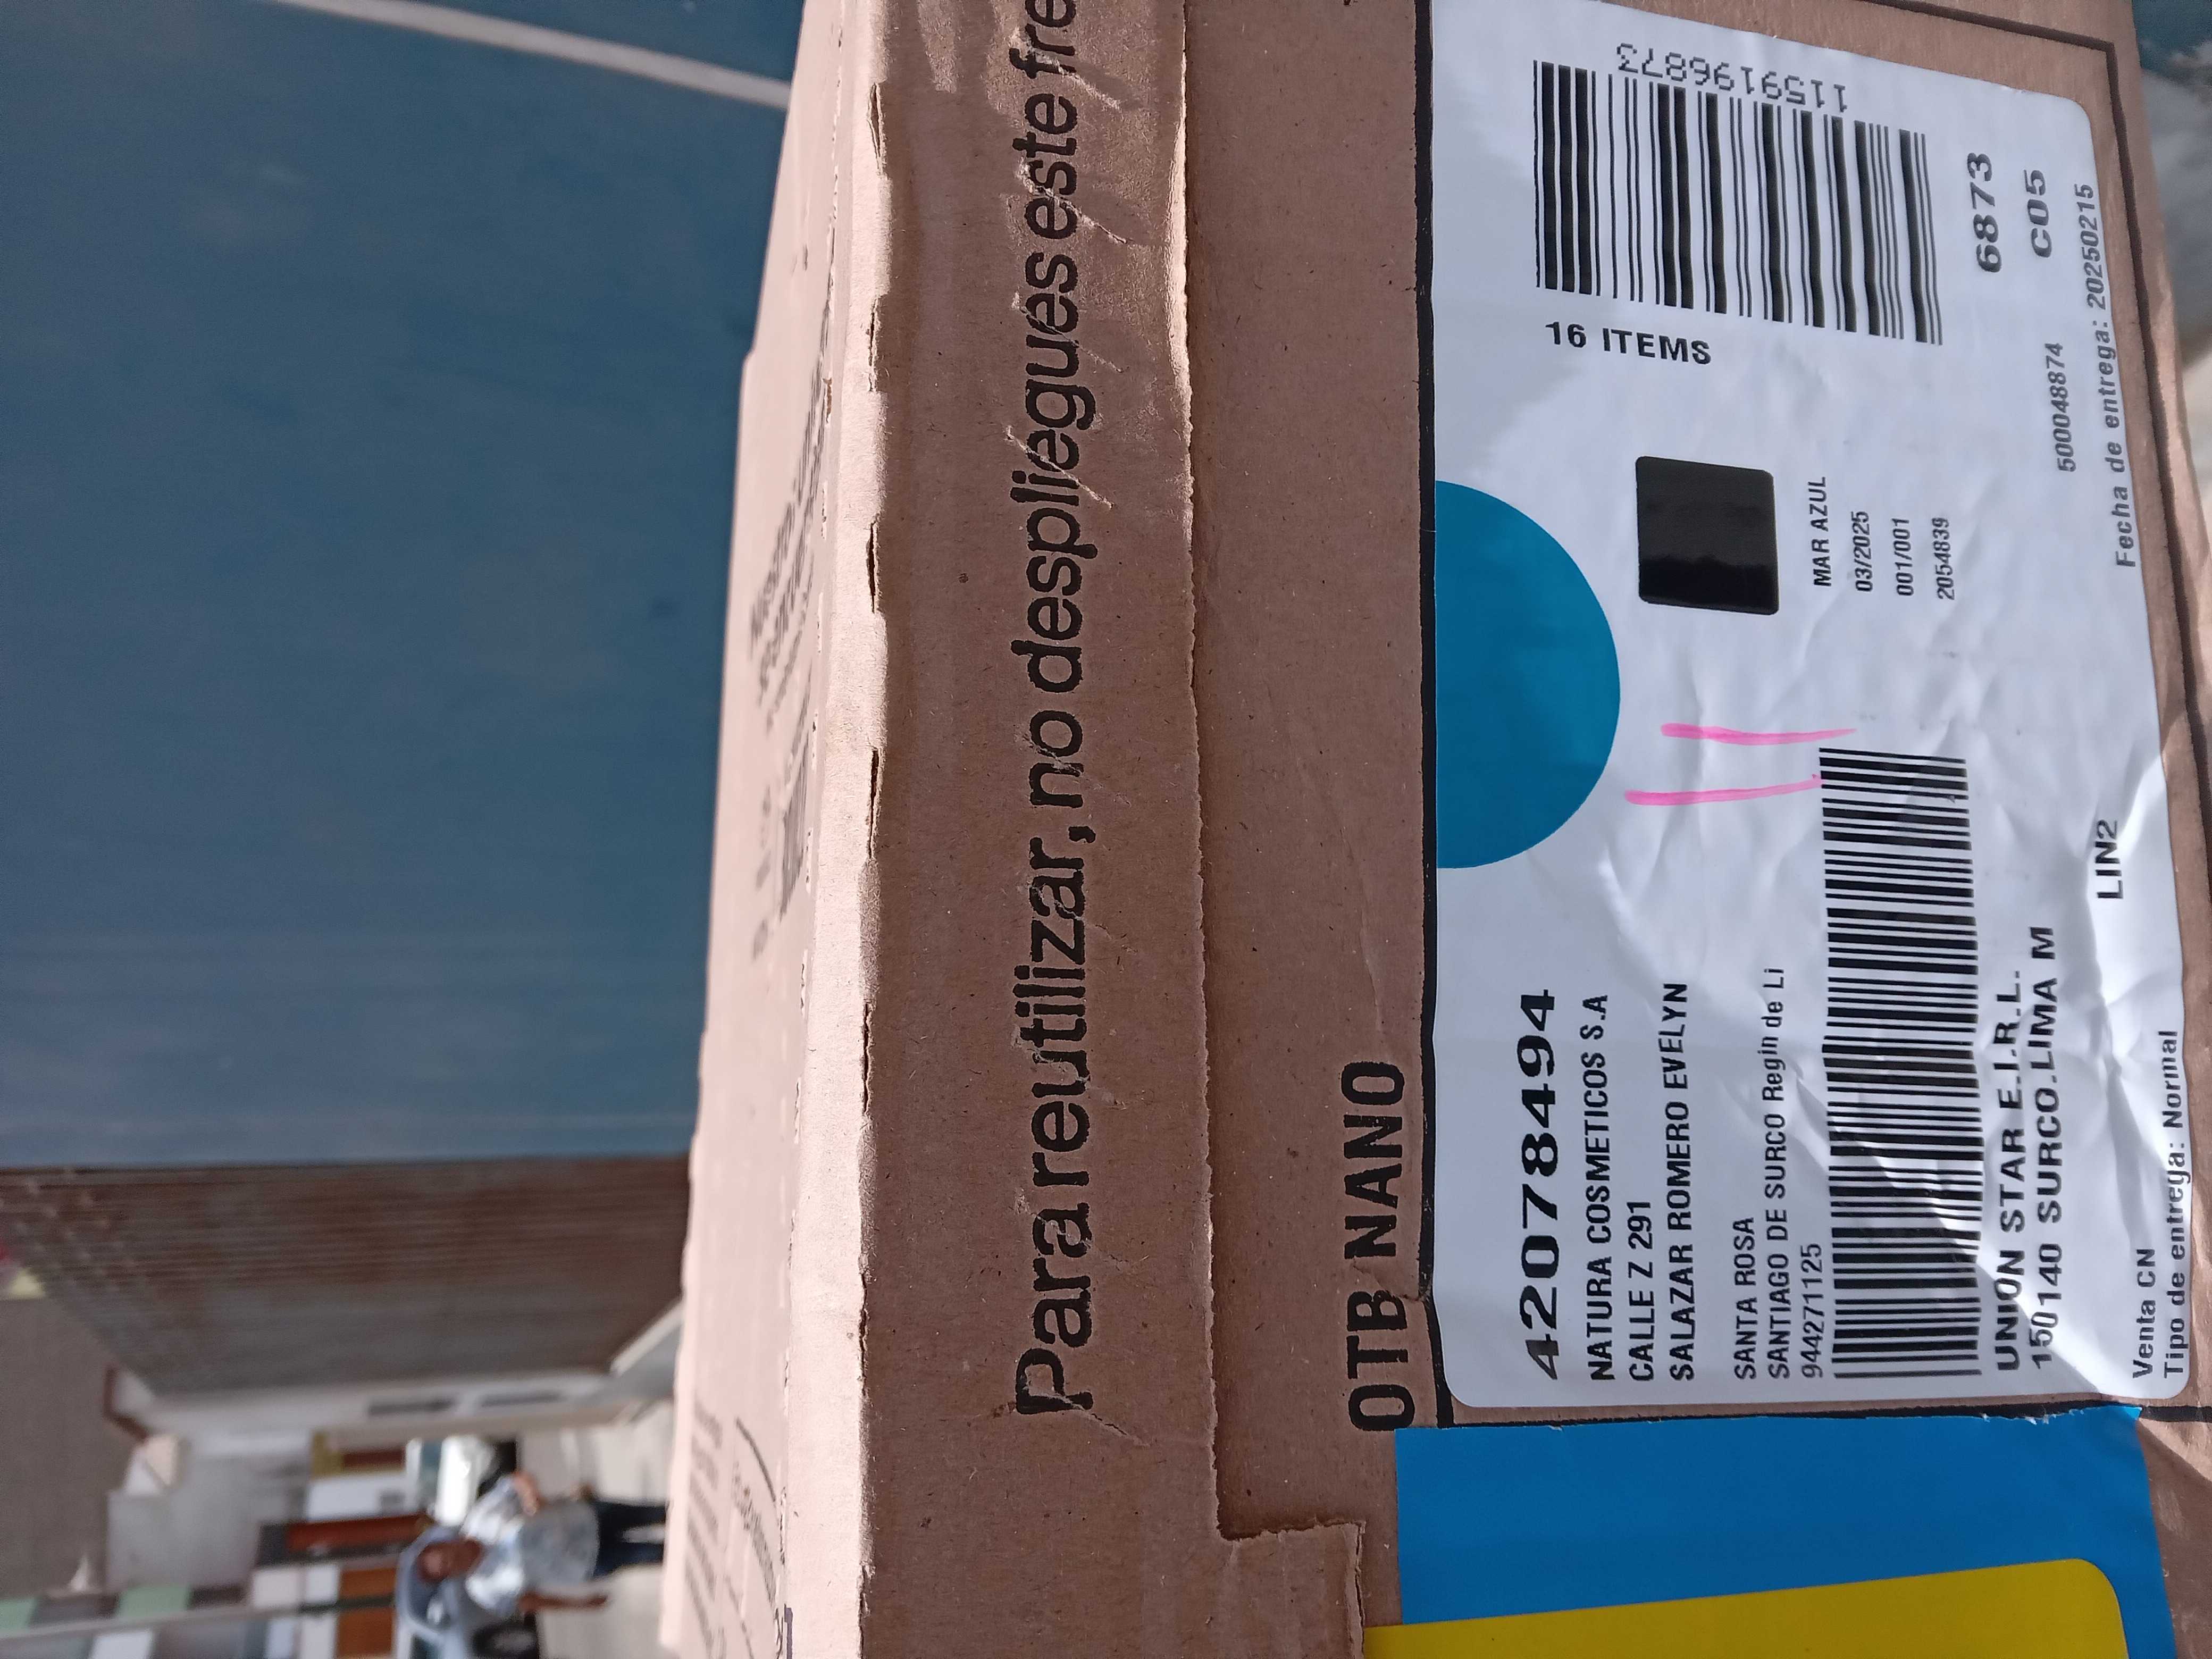 Para reutilizar, no despliegues este fre
OTB NANO
42078494
NATURA COSMETICOS S.A
CALLE Z 291
SALAZAR ROMERO EVELYN
SANTA ROSA
SANTIAGO DE SURCO Regin de Li
944271125
UNION STAR E.I.R.L.
150140 SURCO.LIMA M
LIN2
Venta CN
Tipo de entrega: Normal
MAR AZUL
03/2025
001/001
2054839
1159196873
16 ITEMS
6873
C05
50048874
Fecha de entrega: 20250215